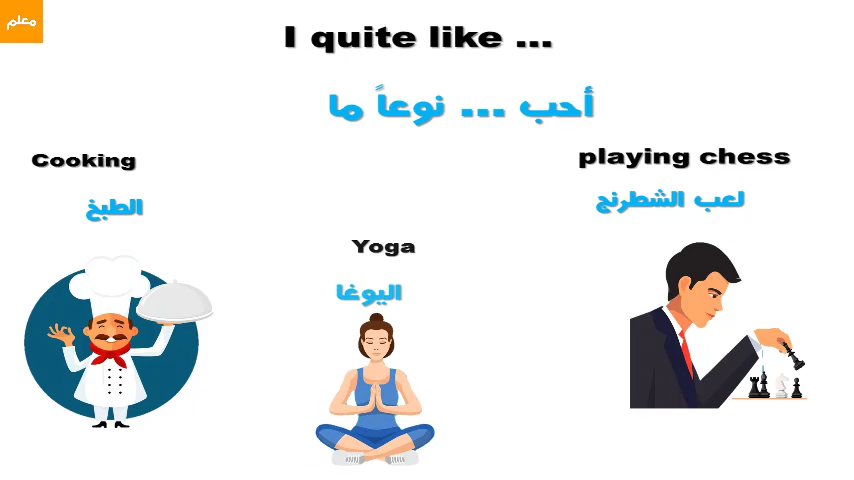 معلم
I quite like ...
أحب ... نوعاً ما
Cooking
الطبخ
playing chess
لعب الشطرنج
Yoga
اليوغا